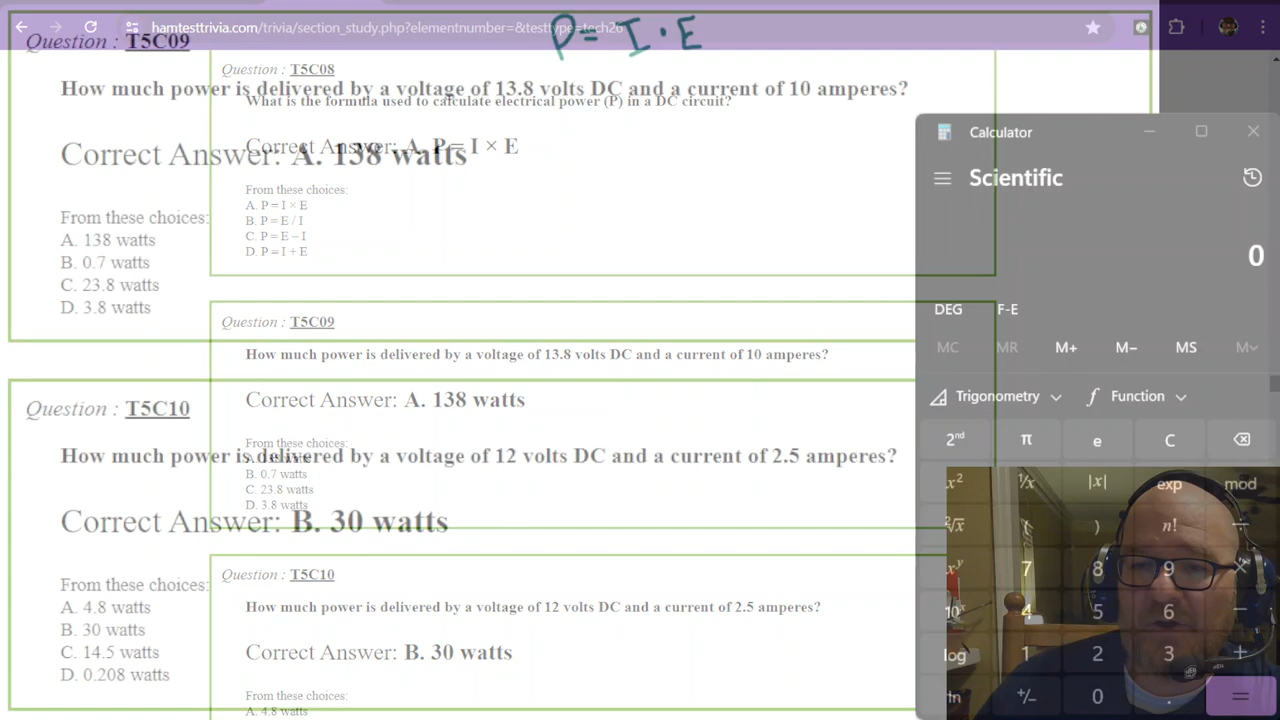 hamtesttrivia.com/trivia/section_study.php?elementnumber=&testtype=tech26
P = I · E
Question : T5C09
How much power is delivered by a voltage of 13.8 volts DC and a current of 10 amperes?
Correct Answer: A. 138 watts
From these choices:
A. 138 watts
B. 0.7 watts
C. 23.8 watts
D. 3.8 watts
Question : T5C10
How much power is delivered by a voltage of 12 volts DC and a current of 2.5 amperes?
Correct Answer: B. 30 watts
From these choices:
A. 4.8 watts
B. 30 watts
C. 14.5 watts
D. 0.208 watts
Question : T5C08
What is the formula used to calculate electrical power (P) in a DC circuit?
Correct Answer: A. P = I × E
From these choices:
A. P = I × E
B. P = E / I
C. P = E – I
D. P = I + E
Question : T5C09
How much power is delivered by a voltage of 13.8 volts DC and a current of 10 amperes?
Correct Answer: A. 138 watts
From these choices:
A. 138 watts
B. 0.7 watts
C. 23.8 watts
D. 3.8 watts
Question : T5C10
How much power is delivered by a voltage of 12 volts DC and a current of 2.5 amperes?
Correct Answer: B. 30 watts
From these choices:
A. 4.8 watts
Calculator
Scientific
0
DEG F-E
MC MR M+ M− MS M
Trigonometry Function
2nd π e C
x² ¹/x |x| exp mod
²√x ( ) n! ÷
xʸ 7 8 9 ×
10ˣ 4 5 6 −
log 1 2 3 +
ln +/− 0 . =